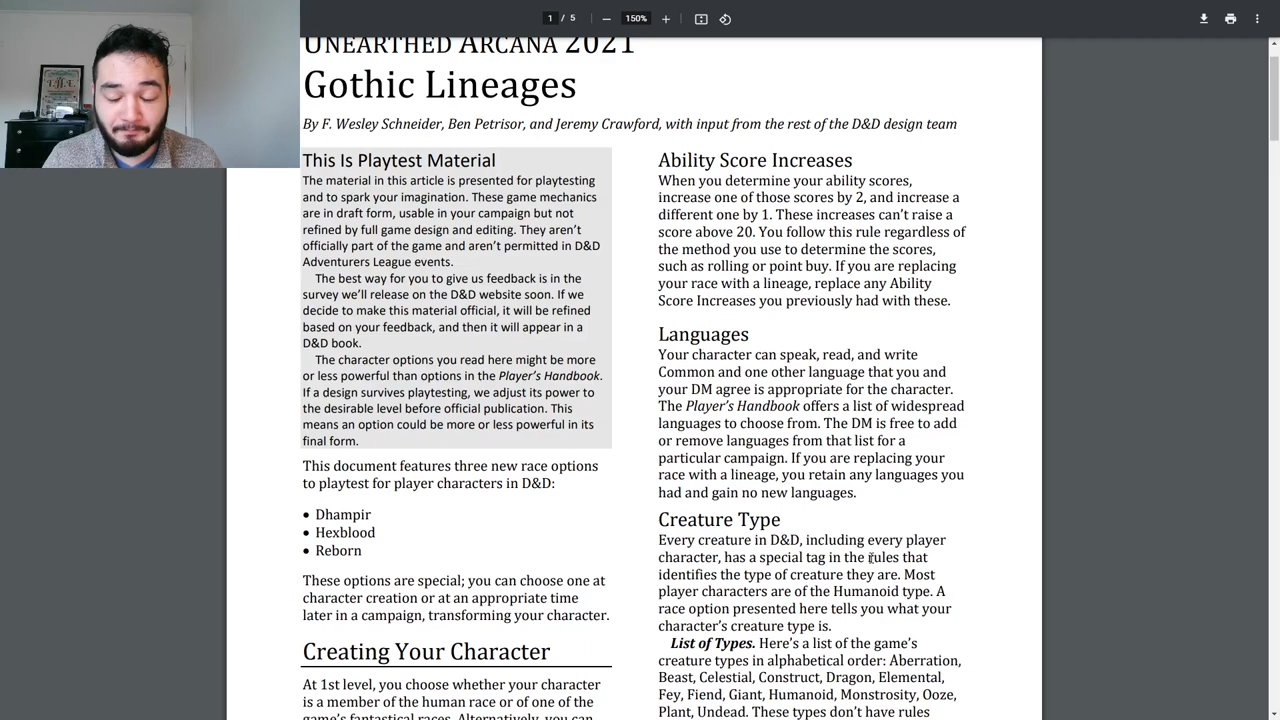 1 / 5
150%
UNEARTHED ARCANA 2021
Gothic Lineages
By F. Wesley Schneider, Ben Petrisor, and Jeremy Crawford, with input from the rest of the D&D design team
This Is Playtest Material
The material in this article is presented for playtesting
and to spark your imagination. These game mechanics
are in draft form, usable in your campaign but not
refined by full game design and editing. They aren't
officially part of the game and aren't permitted in D&D
Adventurers League events.
The best way for you to give us feedback is in the
survey we'll release on the D&D website soon. If we
decide to make this material official, it will be refined
based on your feedback, and then it will appear in a
D&D book.
The character options you read here might be more
or less powerful than options in the Player's Handbook.
If a design survives playtesting, we adjust its power to
the desirable level before official publication. This
means an option could be more or less powerful in its
final form.
This document features three new race options
to playtest for player characters in D&D:
• Dhampir
• Hexblood
• Reborn
These options are special; you can choose one at
character creation or at an appropriate time
later in a campaign, transforming your character.
Creating Your Character
At 1st level, you choose whether your character
is a member of the human race or of one of the
game's fantastical races. Alternatively, you can
Ability Score Increases
When you determine your ability scores,
increase one of those scores by 2, and increase a
different one by 1. These increases can't raise a
score above 20. You follow this rule regardless of
the method you use to determine the scores,
such as rolling or point buy. If you are replacing
your race with a lineage, replace any Ability
Score Increases you previously had with these.
Languages
Your character can speak, read, and write
Common and one other language that you and
your DM agree is appropriate for the character.
The Player's Handbook offers a list of widespread
languages to choose from. The DM is free to add
or remove languages from that list for a
particular campaign. If you are replacing your
race with a lineage, you retain any languages you
had and gain no new languages.
Creature Type
Every creature in D&D, including every player
character, has a special tag in the rules that
identifies the type of creature they are. Most
player characters are of the Humanoid type. A
race option presented here tells you what your
character's creature type is.
List of Types. Here's a list of the game's
creature types in alphabetical order: Aberration,
Beast, Celestial, Construct, Dragon, Elemental,
Fey, Fiend, Giant, Humanoid, Monstrosity, Ooze,
Plant, Undead. These types don't have rules